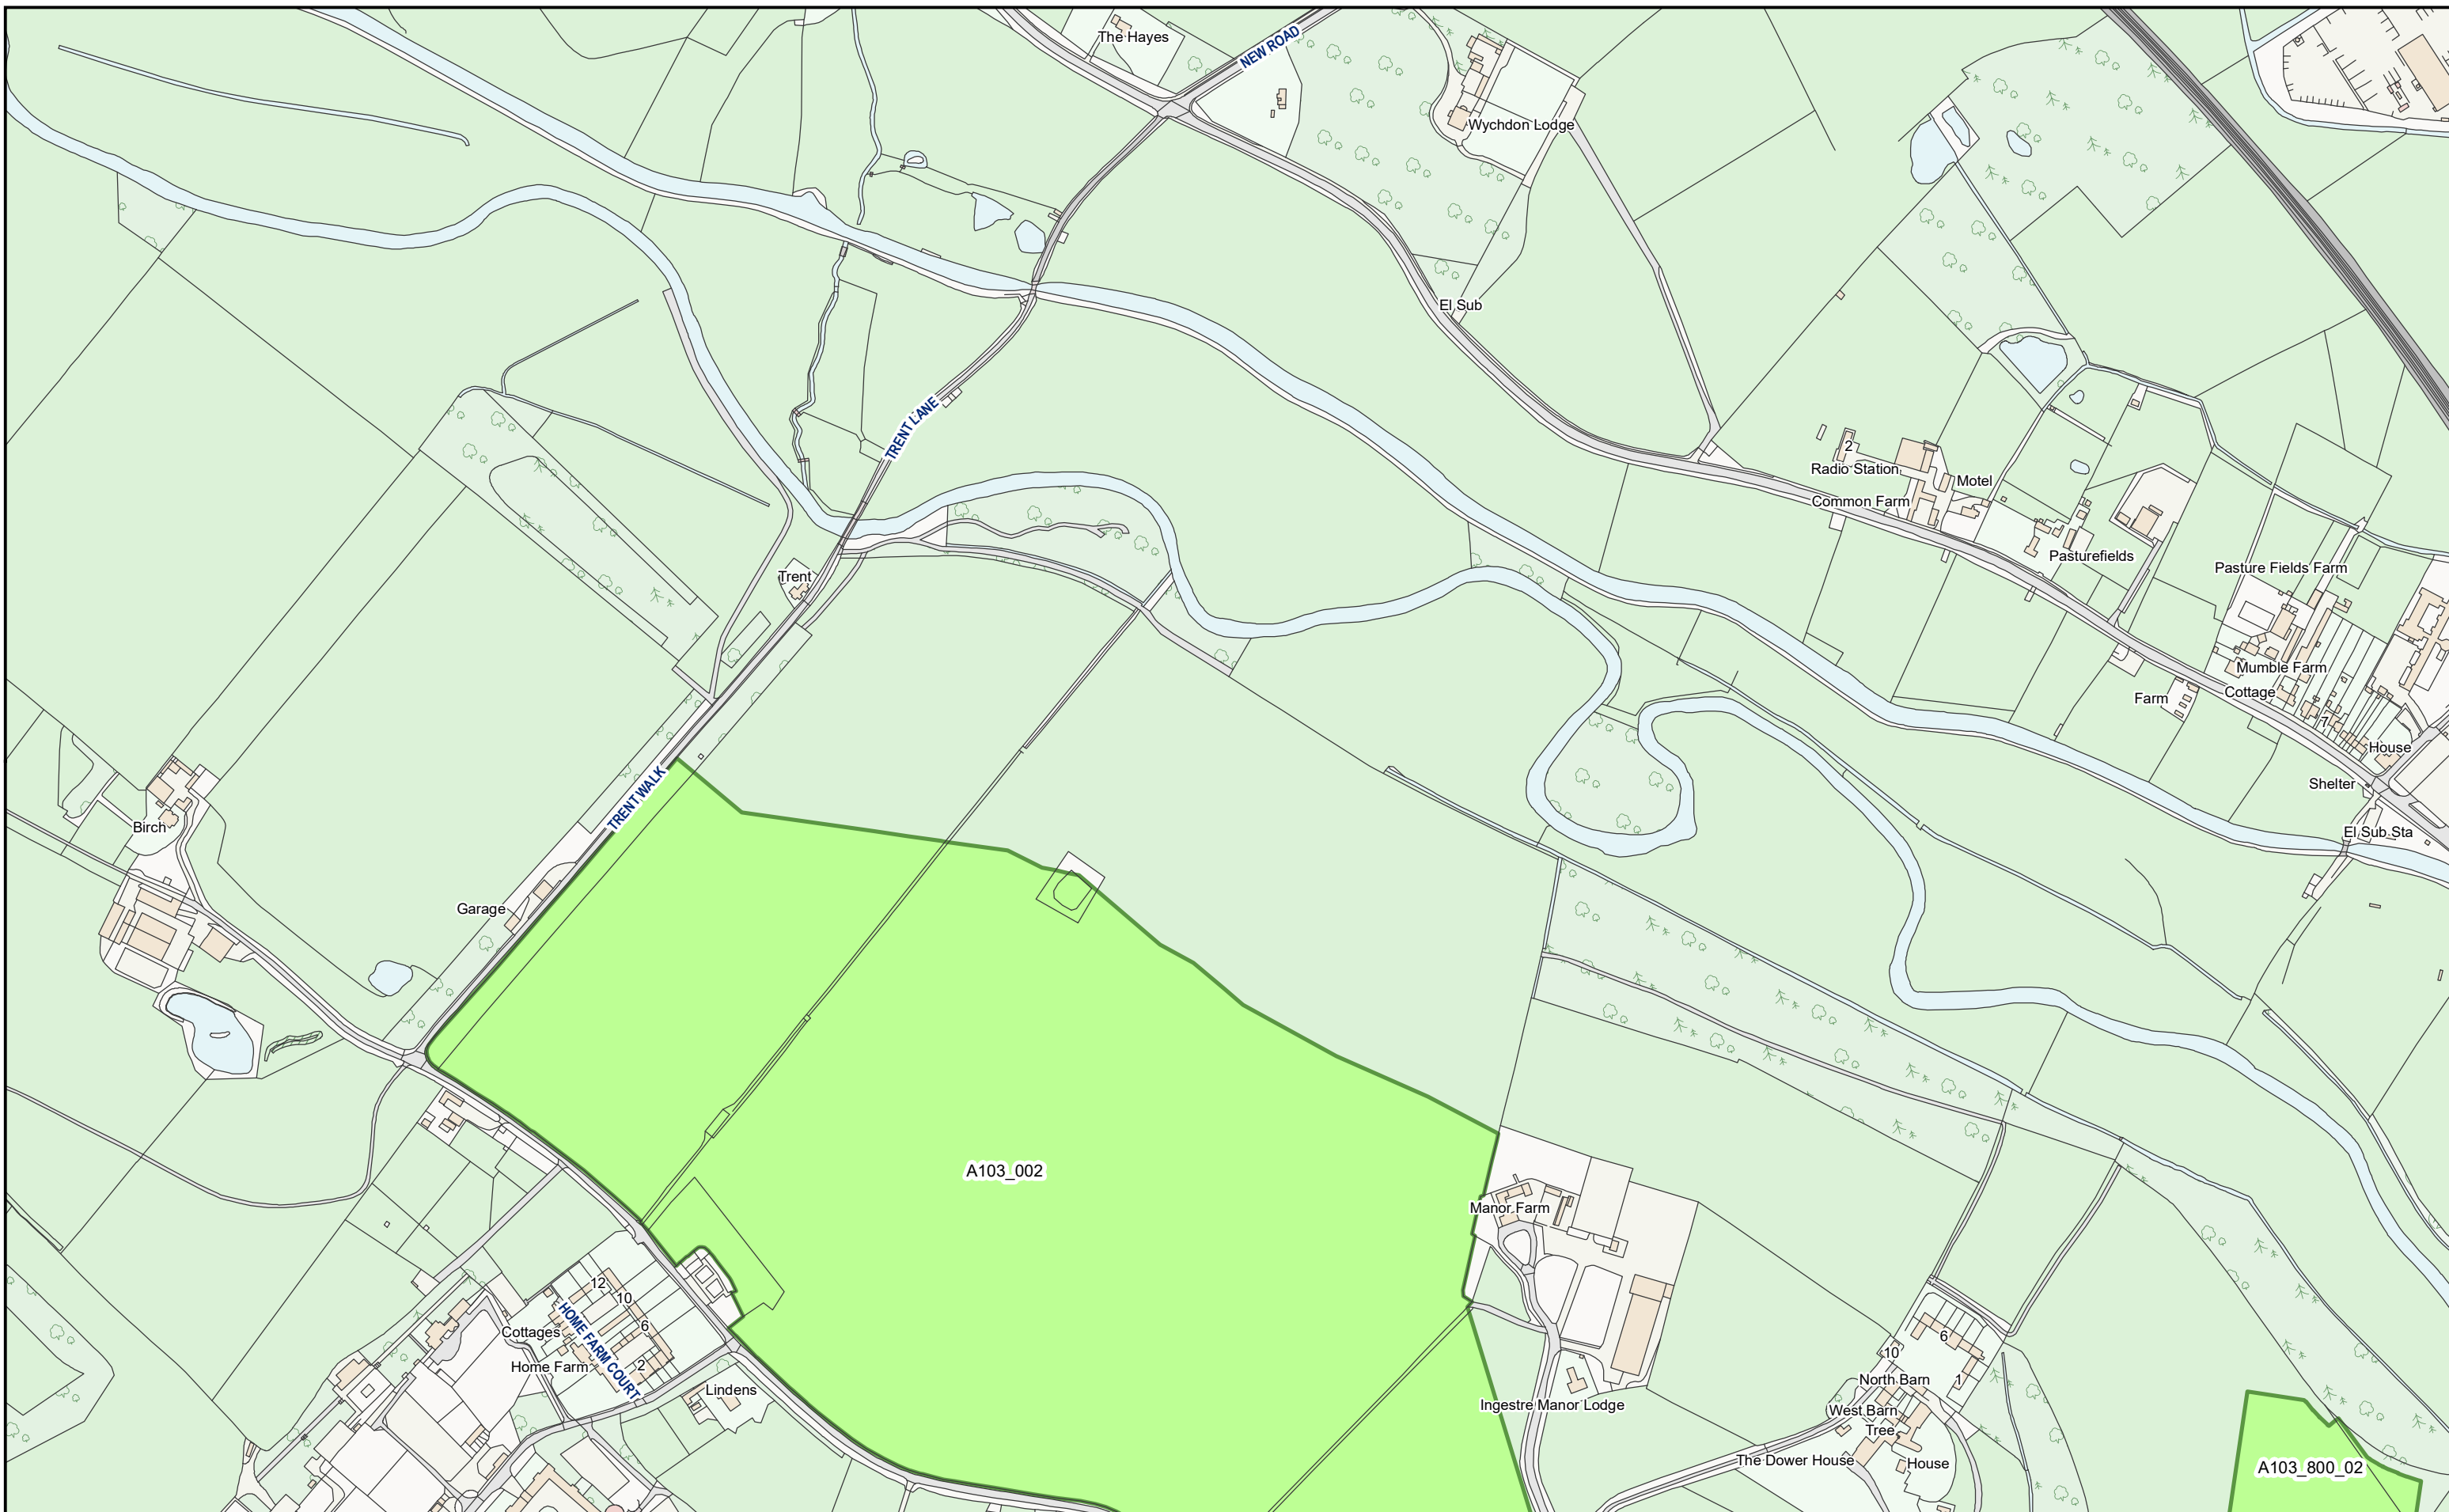 The Hayes
NEW ROAD
Wychdon Lodge
El Sub
TRENT LANE
2
Radio Station
Motel
Common Farm
Pasturefields
Pasture Fields Farm
Trent
Mumble Farm
Cottage
Farm
7
House
Shelter
El Sub Sta
TRENT WALK
Birch
Garage
A103_002
Manor Farm
12
10
6
2
HOME FARM COURT
Cottages
Home Farm
Lindens
Ingestre Manor Lodge
6
10
1
North Barn
West Barn
Tree
The Dower House
House
A103_800_02